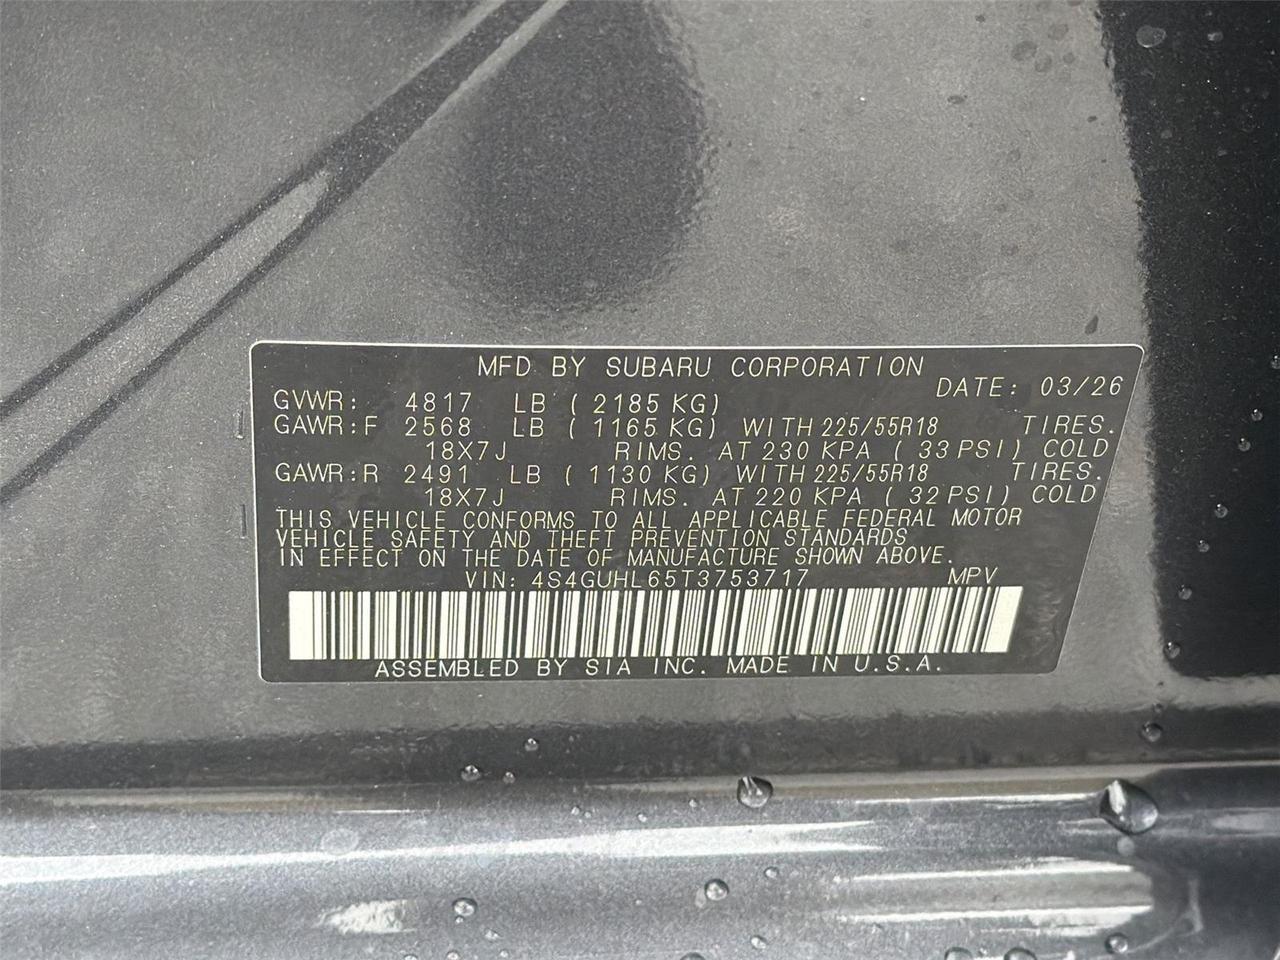 MFD BY SUBARU CORPORATION
DATE: 03/26
GVWR: 4817 LB ( 2185 KG)
GAWR:F 2568 LB ( 1165 KG) WITH 225/55R18 TIRES.
18X7J RIMS. AT 230 KPA ( 33 PSI) COLD
GAWR:R 2491 LB ( 1130 KG) WITH 225/55R18 TIRES.
18X7J RIMS. AT 220 KPA ( 32 PSI) COLD
THIS VEHICLE CONFORMS TO ALL APPLICABLE FEDERAL MOTOR
VEHICLE SAFETY AND THEFT PREVENTION STANDARDS
IN EFFECT ON THE DATE OF MANUFACTURE SHOWN ABOVE.
VIN: 4S4GUHL65T3753717 MPV
ASSEMBLED BY SIA INC. MADE IN U.S.A.